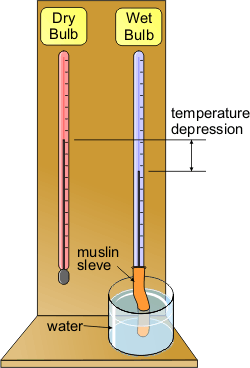 Dry
Bulb
Wet
Bulb
temperature
depression
muslin
sleve
water